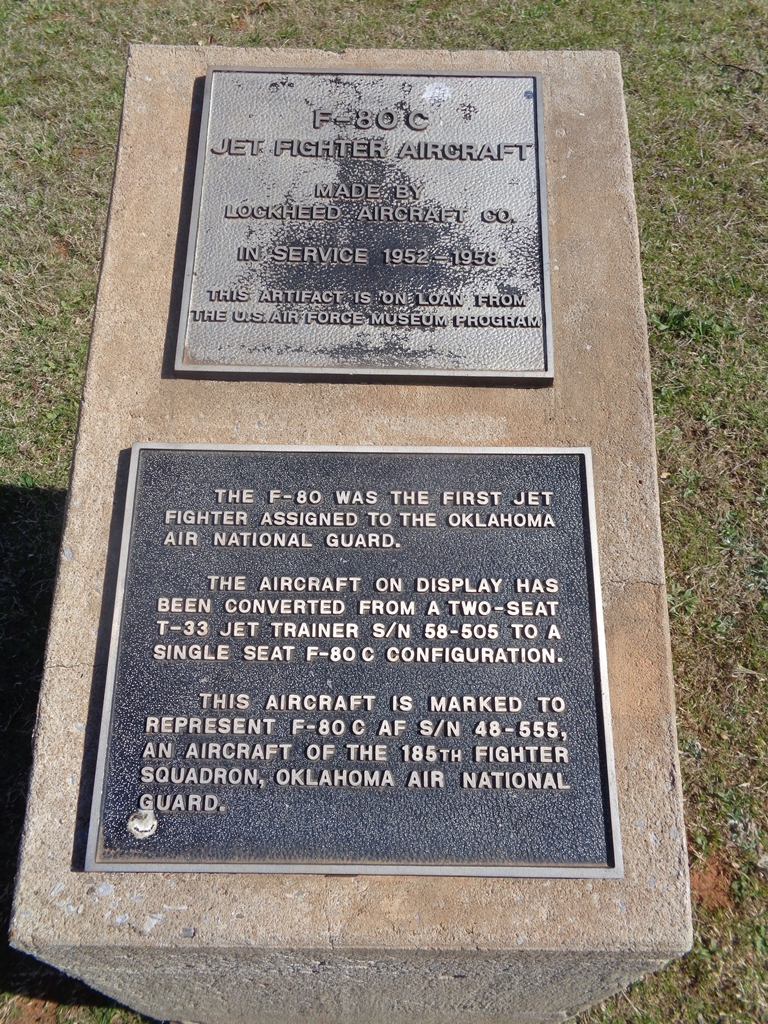 F-80 C
JET FIGHTER AIRCRAFT
MADE BY
LOCKHEED AIRCRAFT CO.
IN SERVICE 1952-1958
THIS ARTIFACT IS ON LOAN FROM
THE U.S. AIR FORCE MUSEUM PROGRAM
THE F-80 WAS THE FIRST JET
FIGHTER ASSIGNED TO THE OKLAHOMA
AIR NATIONAL GUARD.
THE AIRCRAFT ON DISPLAY HAS
BEEN CONVERTED FROM A TWO-SEAT
T-33 JET TRAINER S/N 58-505 TO A
SINGLE SEAT F-80 C CONFIGURATION.
THIS AIRCRAFT IS MARKED TO
REPRESENT F-80 C AF S/N 48-555,
AN AIRCRAFT OF THE 185TH FIGHTER
SQUADRON, OKLAHOMA AIR NATIONAL
GUARD.